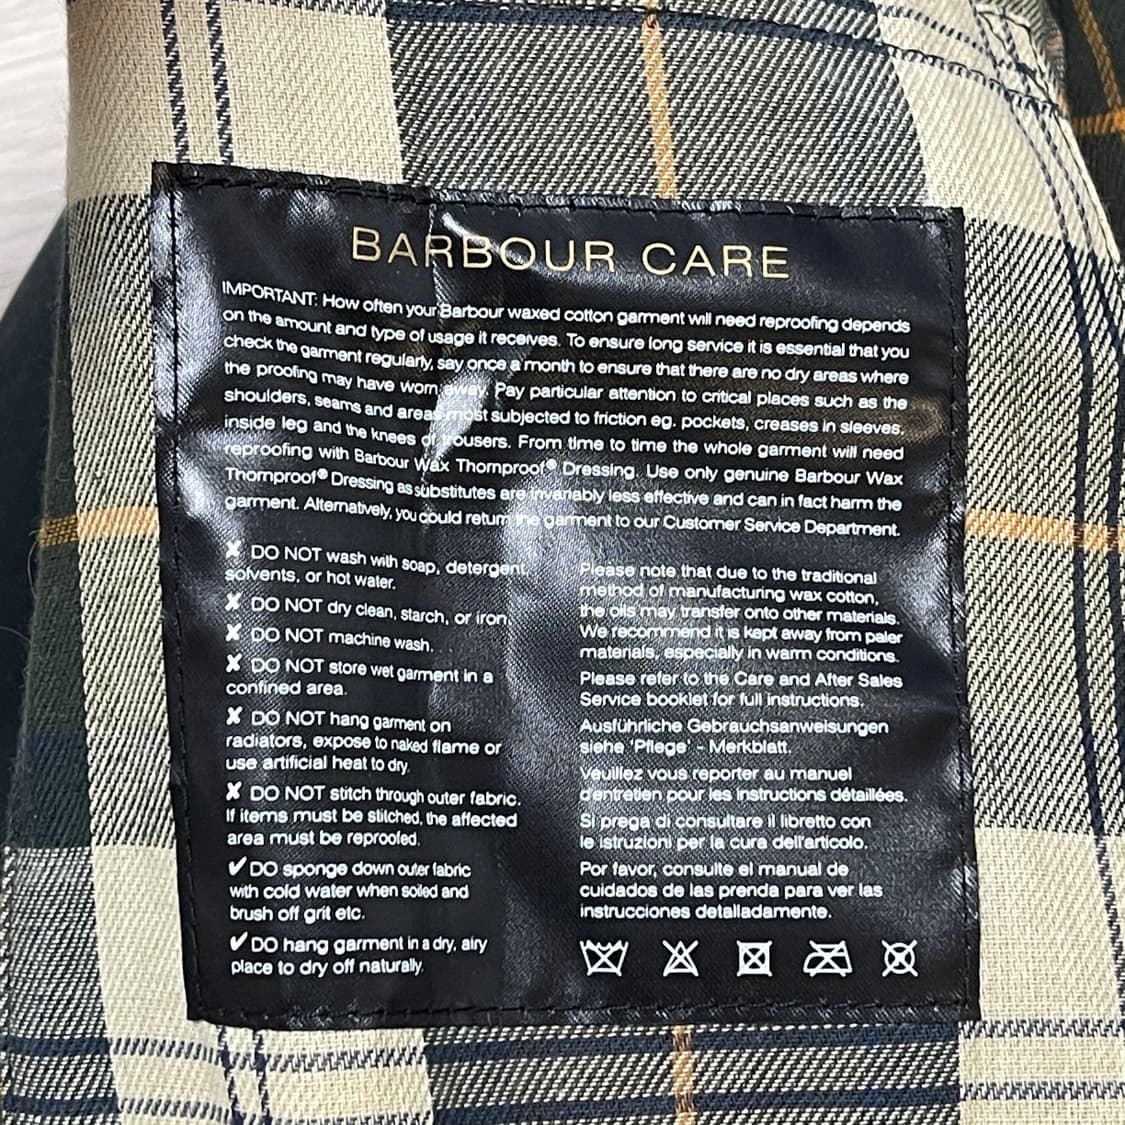 BARBOUR CARE
IMPORTANT: How often your Barbour waxed cotton garment will need reproofing depends
on the amount and type of usage it receives. To ensure long service it is essential that you
check the garment regularly, say once a month to ensure that there are no dry areas where
the proofing may have worn away. Pay particular attention to critical places such as the
shoulders, seams and areas most subjected to friction eg. pockets, creases in sleeves,
inside leg and the knees of trousers. From time to time the whole garment will need
reproofing with Barbour Wax Thornproof® Dressing. Use only genuine Barbour Wax
Thornproof® Dressing as substitutes are invariably less effective and can in fact harm the
garment. Alternatively, you could return the garment to our Customer Service Department.
✘ DO NOT wash with soap, detergent,
solvents, or hot water.
✘ DO NOT dry clean, starch, or iron.
✘ DO NOT machine wash.
✘ DO NOT store wet garment in a
confined area.
✘ DO NOT hang garment on
radiators, expose to naked flame or
use artificial heat to dry.
✘ DO NOT stitch through outer fabric.
If items must be stitched, the affected
area must be reproofed.
✔ DO sponge down outer fabric
with cold water when soiled and
brush off grit etc.
✔ DO hang garment in a dry, airy
place to dry off naturally.
Please note that due to the traditional
method of manufacturing wax cotton,
the oils may transfer onto other materials.
We recommend it is kept away from paler
materials, especially in warm conditions.
Please refer to the Care and After Sales
Service booklet for full instructions.
Ausführliche Gebrauchsanweisungen
siehe 'Pflege' - Merkblatt.
Veuillez vous reporter au manuel
d'entretien pour les instructions détaillées.
Si prega di consultare il libretto con
le istruzioni per la cura dell'articolo.
Por favor, consulte el manual de
cuidados de las prenda para ver las
instrucciones detalladamente.